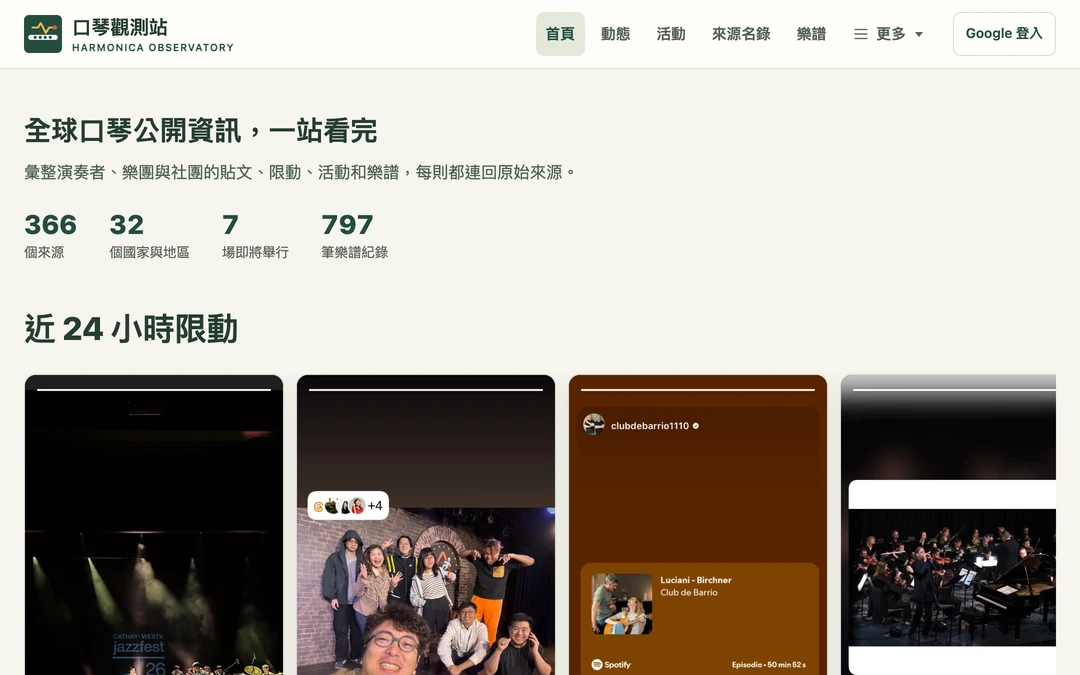 口琴觀測站
HARMONICA OBSERVATORY
首頁
動態
活動
來源名錄
樂譜
更多
Google 登入
全球口琴公開資訊，一站看完
彙整演奏者、樂團與社團的貼文、限動、活動和樂譜，每則都連回原始來源。
366
個來源
32
個國家與地區
7
場即將舉行
797
筆樂譜紀錄
近 24 小時限動
CATHAY-WESTK
jazzfest
26
+4
clubdebarrio1110
Luciani - Birchner
Club de Barrio
Spotify
Episodio • 50 min 52 s